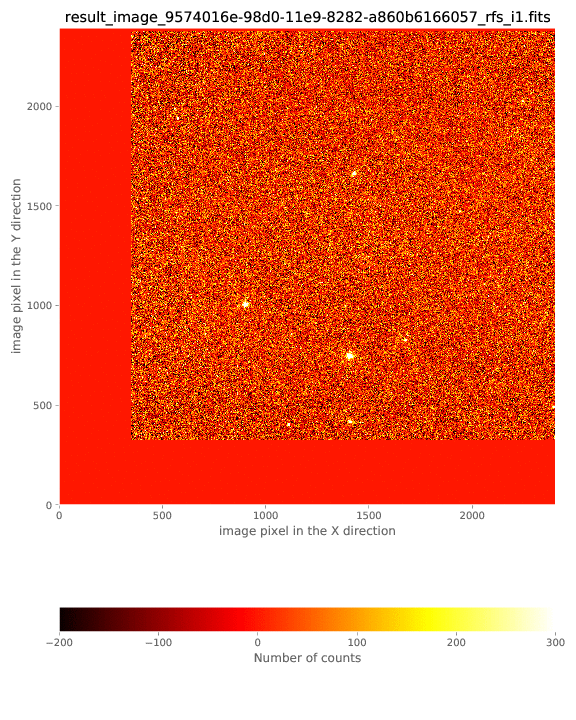 result_image_9574016e-98d0-11e9-8282-a860b6166057_rfs_i1.fits
2000
1500
1000
500
0
image pixel in the Y direction
0 500 1000 1500 2000
image pixel in the X direction
−200 −100 0 100 200 300
Number of counts